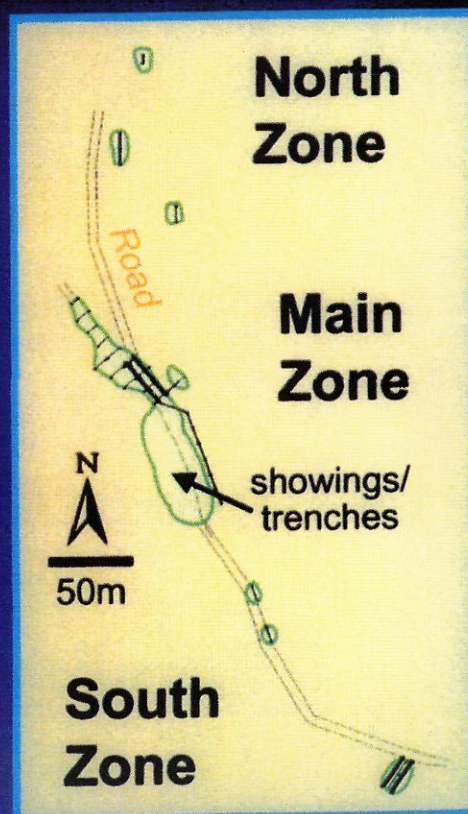 North
Zone
Road
Main
Zone
N
showings/
trenches
50m
South
Zone